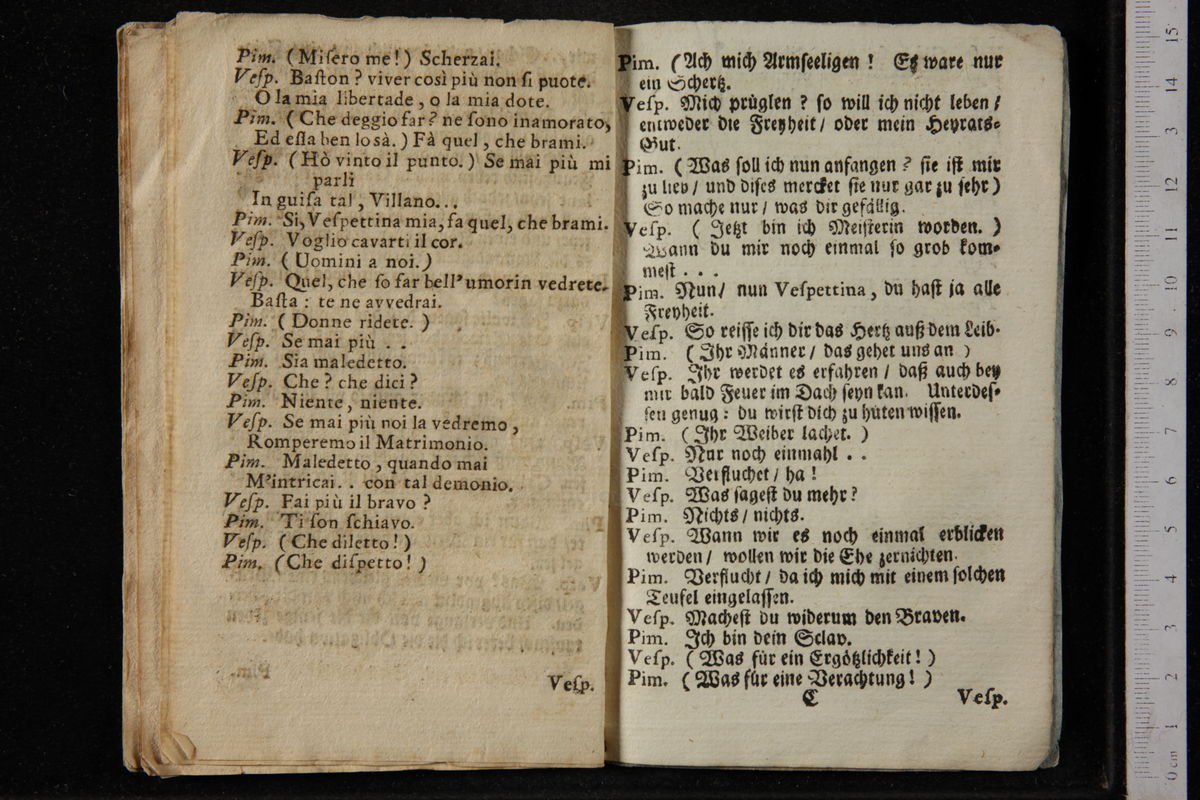 Pim. (Miſero me!) Scherzai.
Veſp. Baſton? viver così più non ſi puote.
O la mia libertade, o la mia dote.
Pim. (Che deggio far? ne ſono inamorato,
Ed eſſa ben lo sà.) Fà quel, che brami.
Veſp. (Hò vinto il punto.) Se mai più mi
parli
In guiſa tal, Villano...
Pim. Si, Veſpettina mia, fa quel, che brami.
Veſp. Voglio cavarti il cor.
Pim. (Uomini a noi.)
Veſp. Quel, che ſo far bell'umorin vedrete.
Baſta: te ne avvedrai.
Pim. (Donne ridete. )
Veſp. Se mai più . .
Pim. Sia maledetto.
Veſp. Che? che dici?
Pim. Niente, niente.
Veſp. Se mai più noi la vedremo,
Romperemo il Matrimonio.
Pim. Maledetto, quando mai
M'intricai. . con tal demonio.
Veſp. Fai più il bravo?
Pim. Ti ſon ſchiavo.
Veſp. (Che diletto!)
Pim. (Che diſpetto!)
Veſp.
Pim. (Ach mich Armſeeligen! Es ware nur
ein Schertz.
Veſp. Mich prüglen? ſo will ich nicht leben/
entweder die Freyheit/ oder mein Heyrats-
Gut.
Pim. (Was ſoll ich nun anfangen? ſie iſt mir
zu lieb/ und diſes mercket ſie nur gar zu ſehr)
So mache nur/ was dir gefällig.
Veſp. ( Jetzt bin ich Meiſterin worden. )
Wann du mir noch einmal ſo grob kom-
meſt . . .
Pim. Nun/ nun Veſpettina, du haſt ja alle
Freyheit.
Veſp. So reiſſe ich dir das Hertz auß dem Leib.
Pim. (Ihr Männer/ das gehet uns an )
Veſp. Ihr werdet es erfahren/ daß auch bey
mir bald Feuer im Dach ſeyn kan. Unterdeſ-
ſen genug: du wirſt dich zu hüten wiſſen.
Pim. (Ihr Weiber lachet. )
Veſp. Nur noch einmahl . .
Pim. Verfluchet/ ha!
Veſp. Was ſageſt du mehr?
Pim. Nichts/ nichts.
Veſp. Wann wir es noch einmal erblicken
werden/ wollen wir die Ehe zernichten.
Pim. Verflucht/ da ich mich mit einem ſolchen
Teufel eingelaſſen.
Veſp. Macheſt du widerum den Braven.
Pim. Ich bin dein Sclav.
Veſp. (Was für ein Ergötzlichkeit!)
Pim. (Was für eine Verachtung!)
C Veſp.